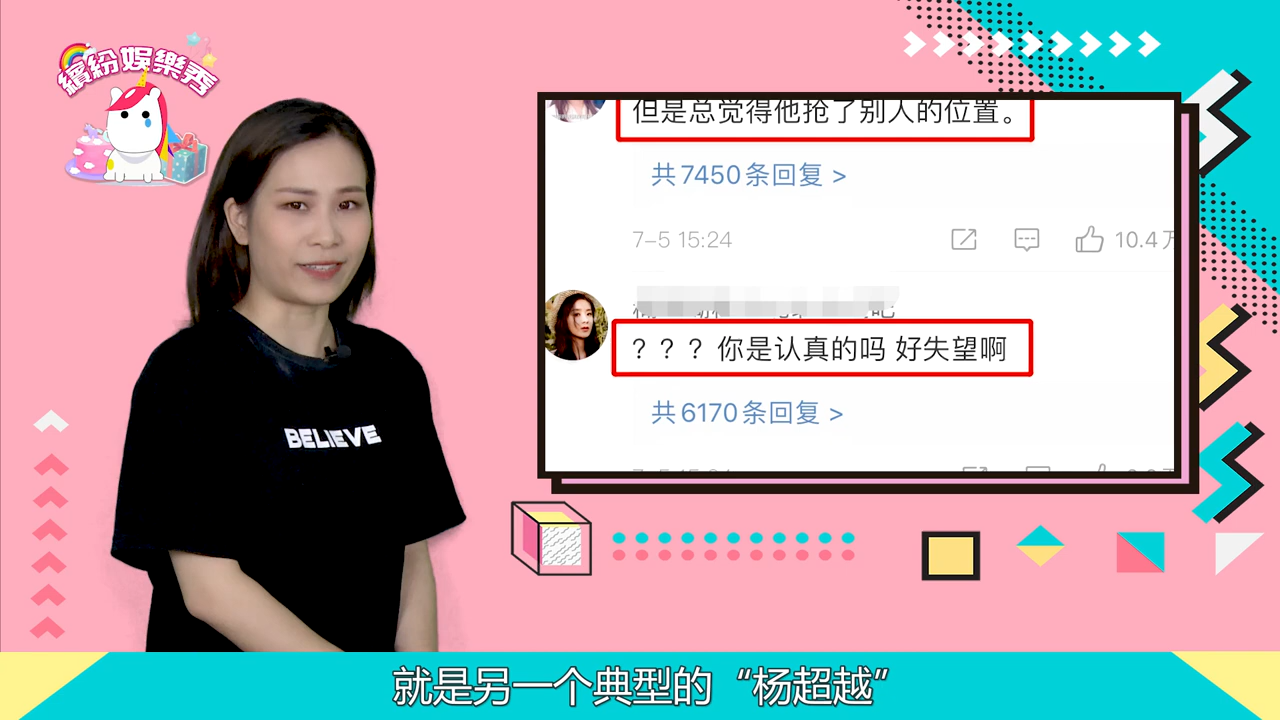 繽紛娛樂秀
但是总觉得他抢了别人的位置。
共7450条回复 >
7-5 15:24
10.4万
？？？你是认真的吗 好失望啊
共6170条回复 >
BELIEVE
就是另一个典型的“杨超越”